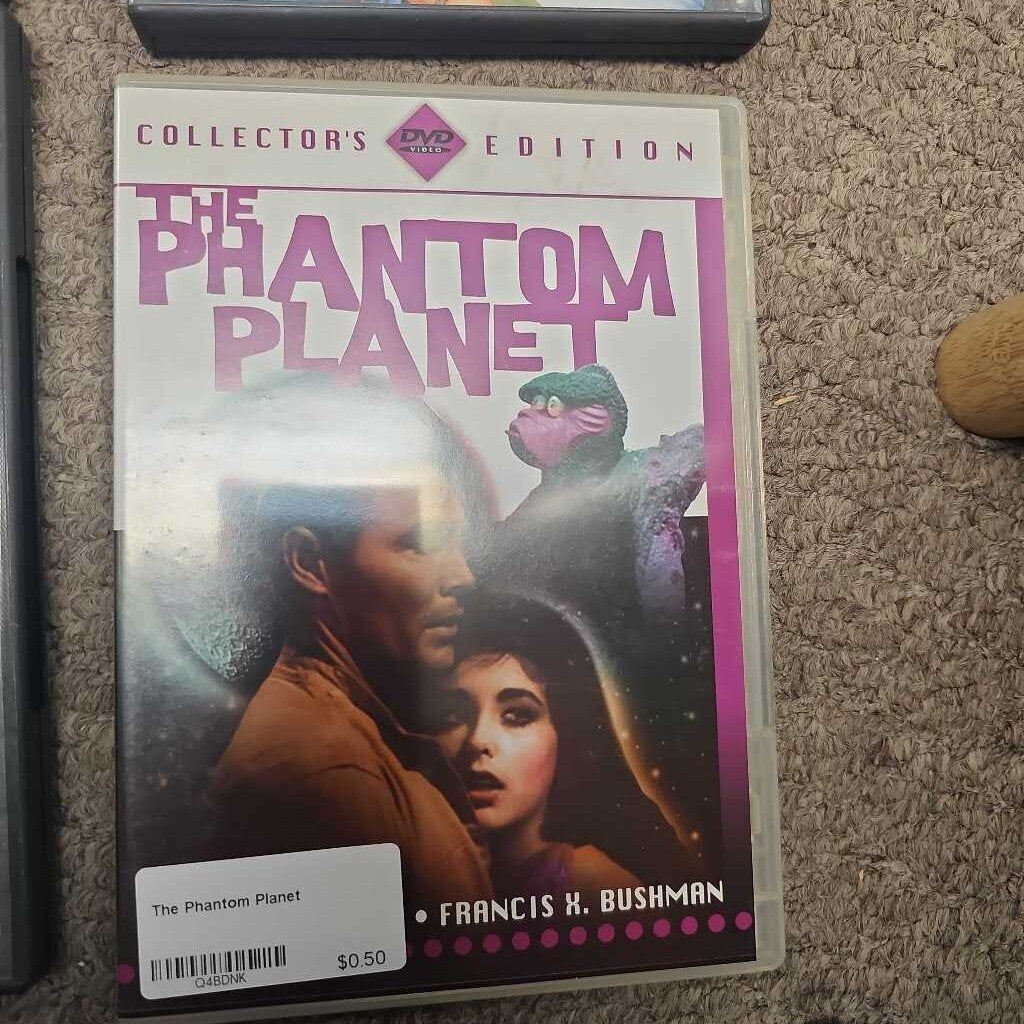 COLLECTOR'S DVD VIDEO EDITION
THE
PHANTOM
PLANET
• FRANCIS X. BUSHMAN
The Phantom Planet
Q4BDNK
$0.50